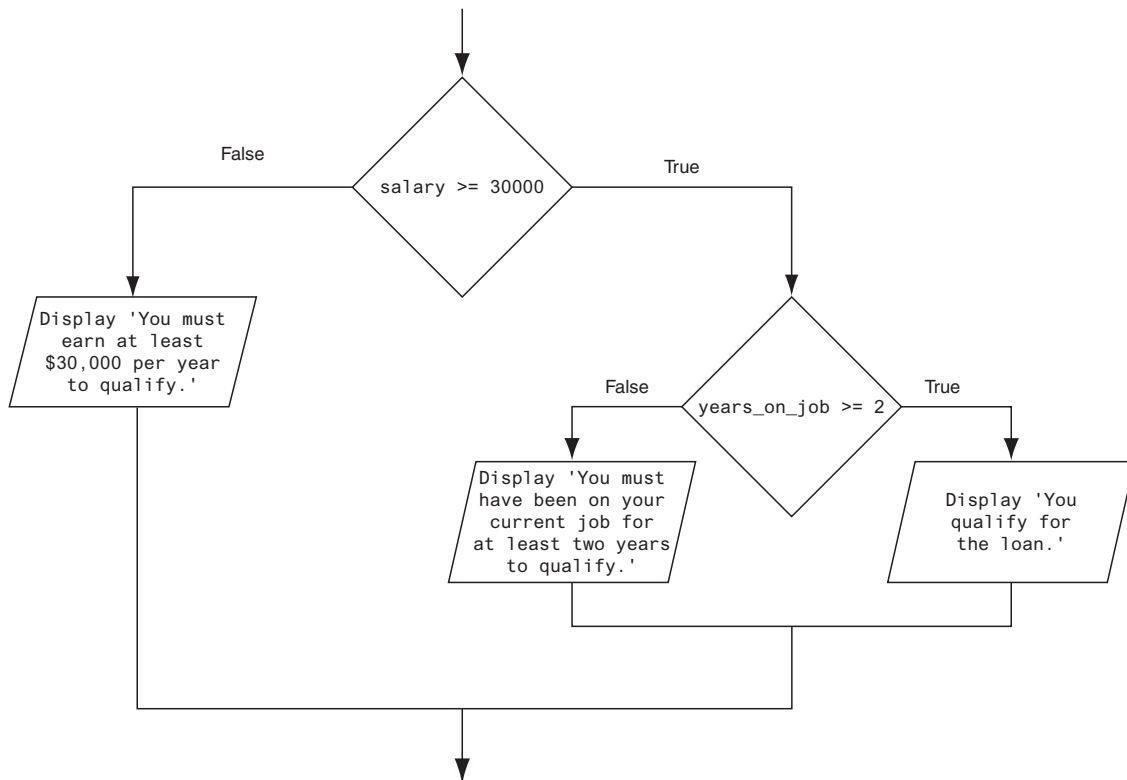 False
salary >= 30000
True
Display 'You must
earn at least
$30,000 per year
to qualify.'
False
years_on_job >= 2
True
Display 'You must
have been on your
current job for
at least two years
to qualify.'
Display 'You
qualify for
the loan.'